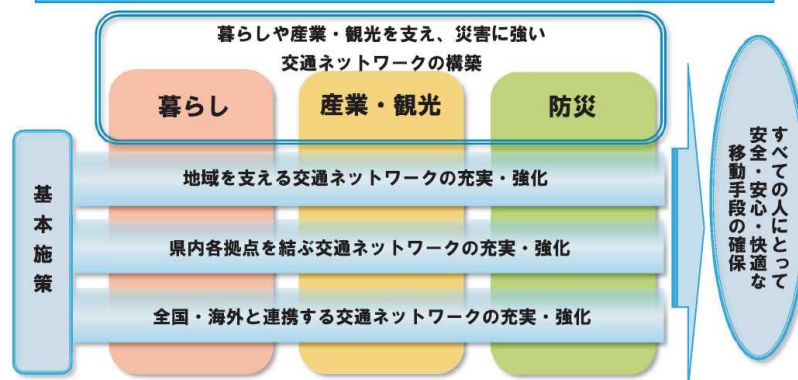 暮らしや産業・観光を支え、災害に強い
交通ネットワークの構築
暮らし
産業・観光
防災
基本施策
地域を支える交通ネットワークの充実・強化
県内各拠点を結ぶ交通ネットワークの充実・強化
全国・海外と連携する交通ネットワークの充実・強化
すべての人にとって
安全・安心・快適な
移動手段の確保